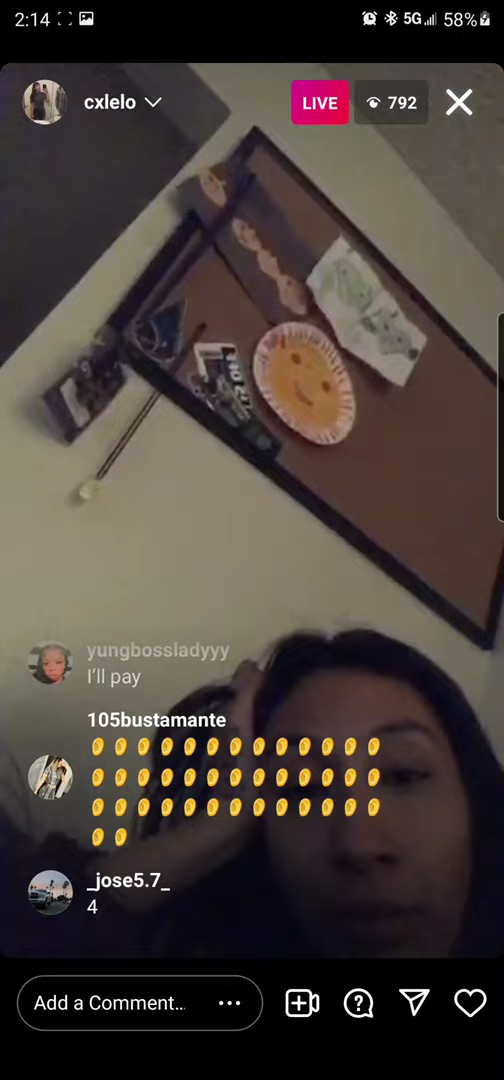 2:14
5G
58%
cxlelo
LIVE
792
yungbossladyyy
I'll pay
105bustamante
_jose5.7_
4
Add a Comment...